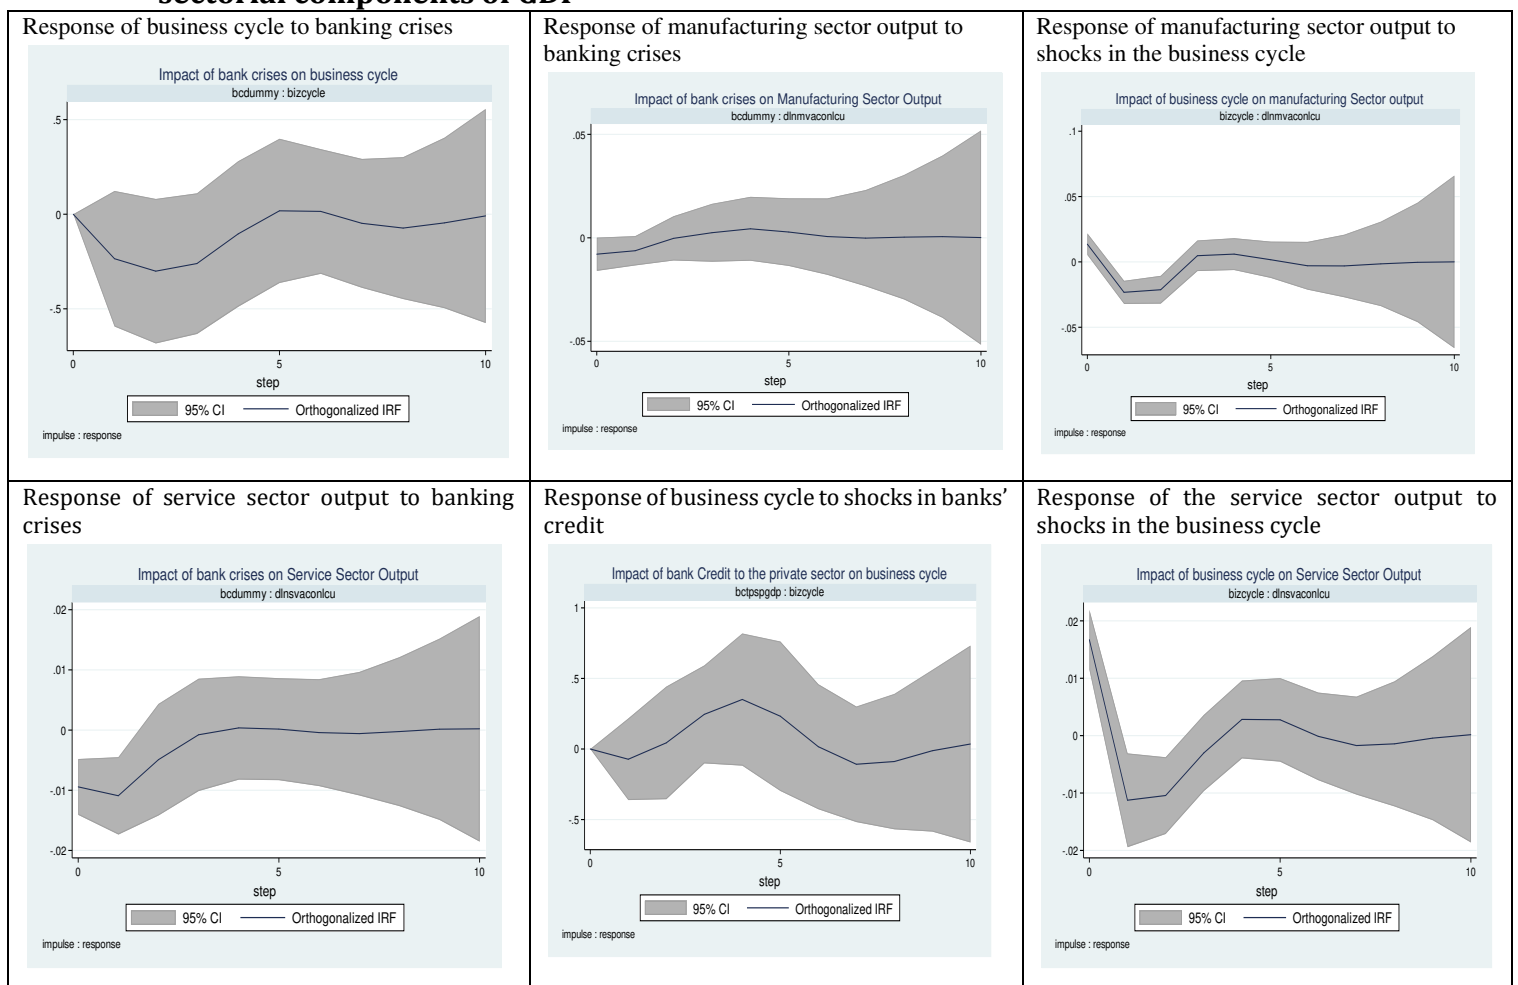 sectorial components of GDP
Response of business cycle to banking crises
Impact of bank crises on business cycle
bcdummy : bizcycle
.5
0
-.5
0
5
10
step
95% CI
Orthogonalized IRF
impulse : response
Response of manufacturing sector output to
banking crises
Impact of bank crises on Manufacturing Sector Output
bcdummy : dlnmvaconlcu
.05
0
-.05
0
5
10
step
95% CI
Orthogonalized IRF
impulse : response
Response of manufacturing sector output to
shocks in the business cycle
Impact of business cycle on manufacturing Sector output
bizcycle : dlnmvaconlcu
.1
.05
0
-.05
0
5
10
step
95% CI
Orthogonalized IRF
impulse : response
Response of service sector output to banking
crises
Impact of bank crises on Service Sector Output
bcdummy : dlnsvaconlcu
.02
.01
0
-.01
-.02
0
5
10
step
95% CI
Orthogonalized IRF
impulse : response
Response of business cycle to shocks in banks’
credit
Impact of bank Credit to the private sector on business cycle
bctpspgdp : bizcycle
1
.5
0
-.5
0
5
10
step
95% CI
Orthogonalized IRF
impulse : response
Response of the service sector output to
shocks in the business cycle
Impact of business cycle on Service Sector Output
bizcycle : dlnsvaconlcu
.02
.01
0
-.01
-.02
0
5
10
step
95% CI
Orthogonalized IRF
impulse : response